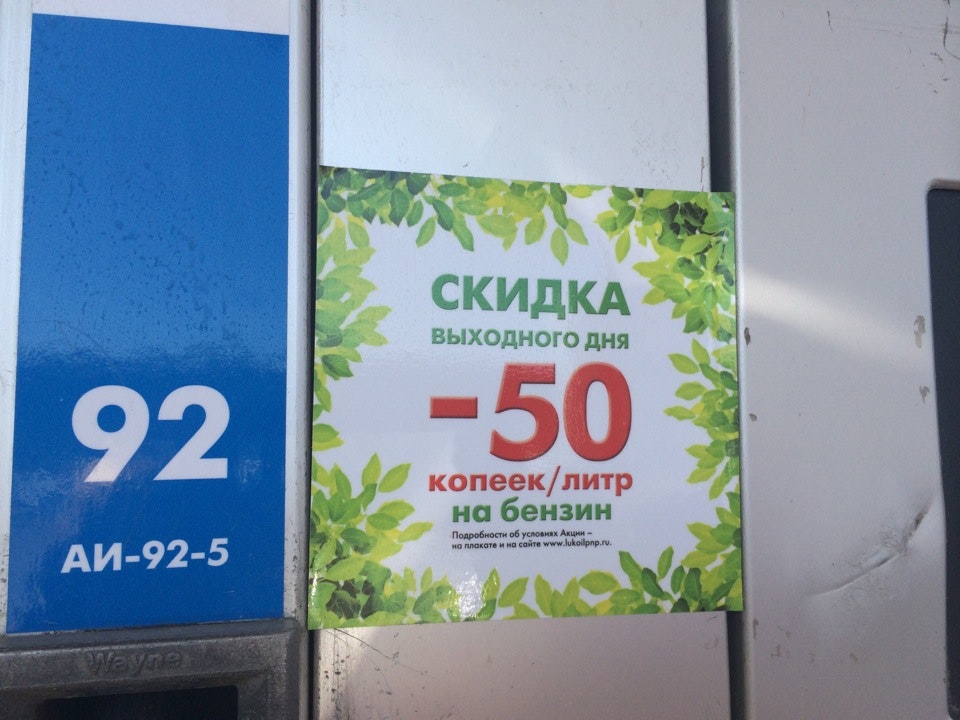 92
АИ-92-5
Wayne
СКИДКА
ВЫХОДНОГО ДНЯ
-50
копеек/литр
на бензин
Подробности об условиях Акции –
на плакате и на сайте www.lukoilpnp.ru.